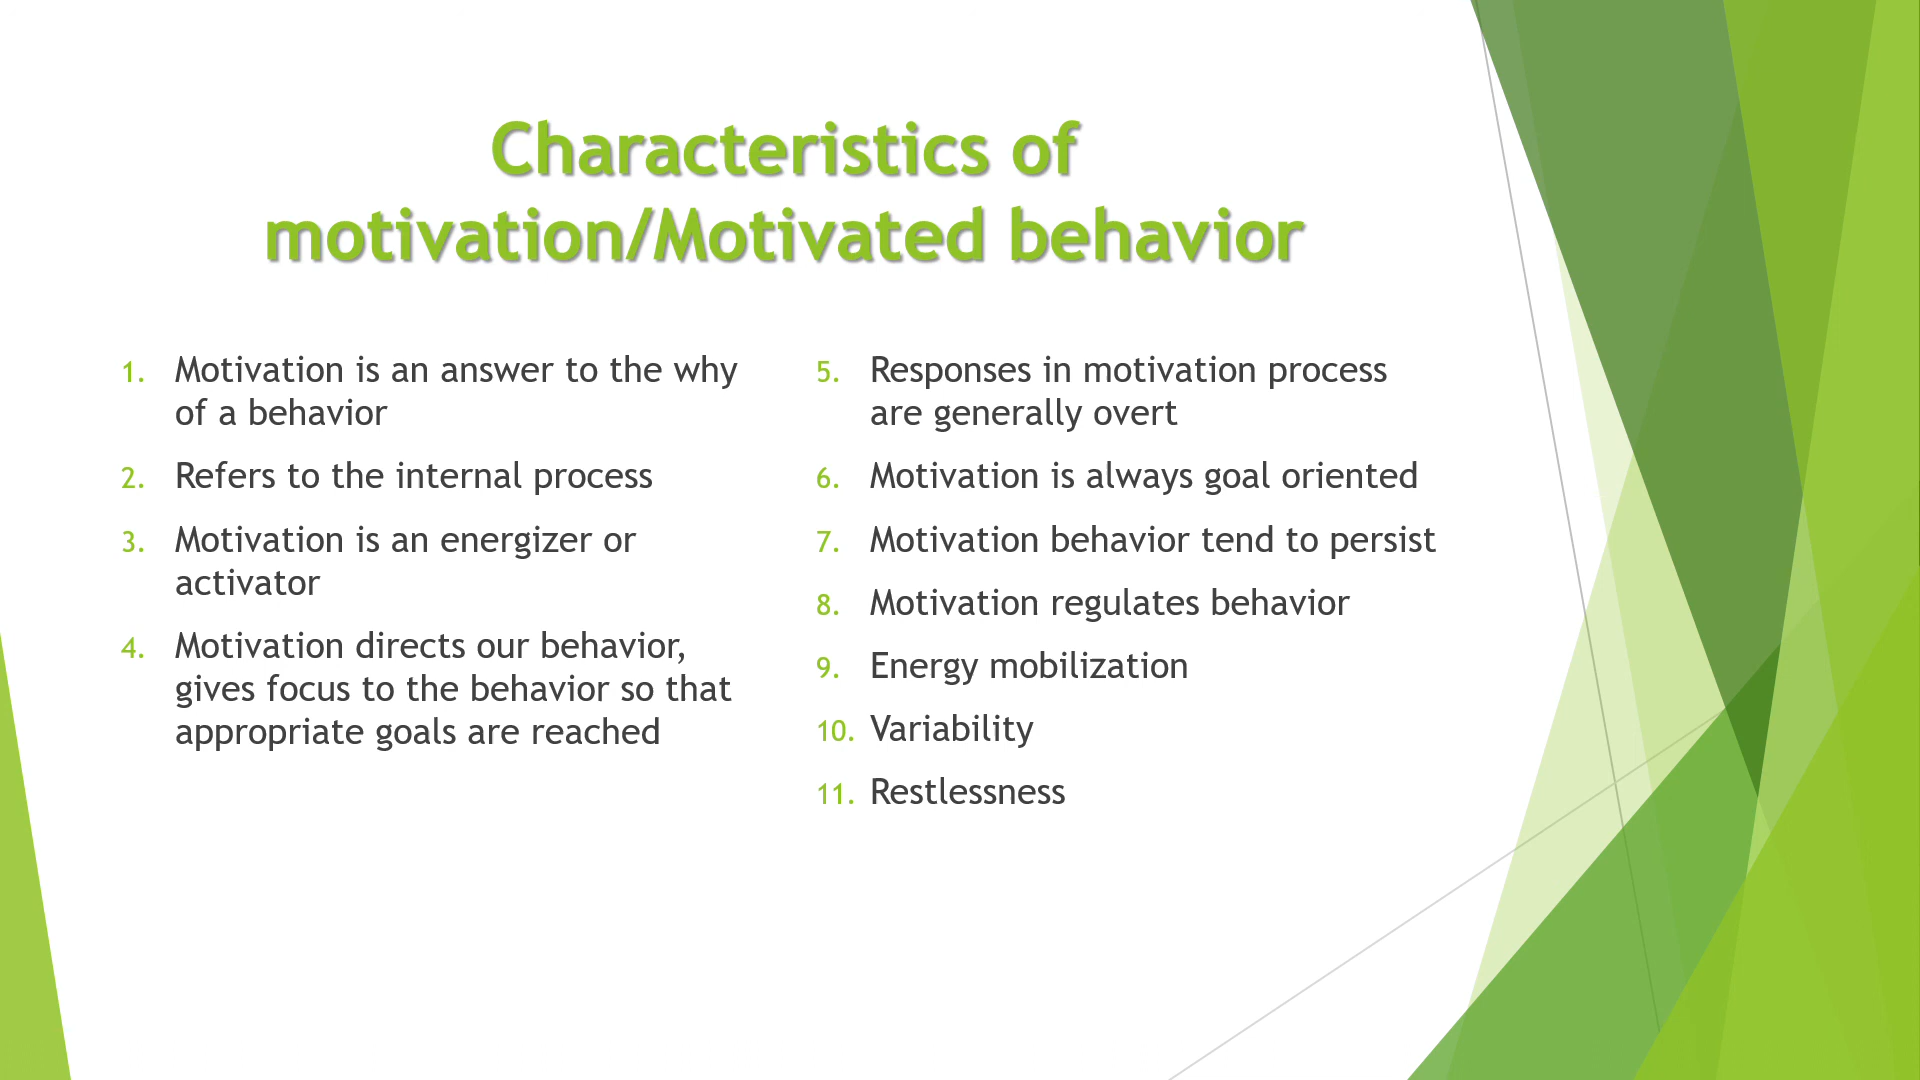 Characteristics of
motivation/Motivated behavior
1. Motivation is an answer to the why
of a behavior
2. Refers to the internal process
3. Motivation is an energizer or
activator
4. Motivation directs our behavior,
gives focus to the behavior so that
appropriate goals are reached
5. Responses in motivation process
are generally overt
6. Motivation is always goal oriented
7. Motivation behavior tend to persist
8. Motivation regulates behavior
9. Energy mobilization
10. Variability
11. Restlessness